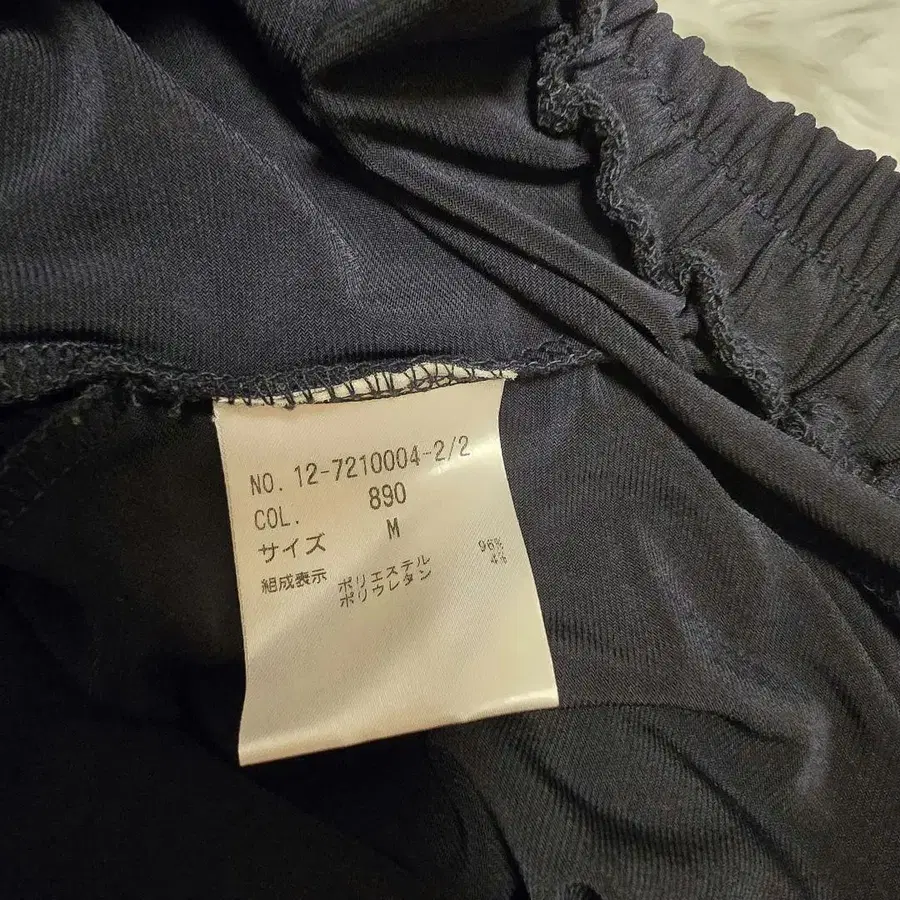 NO. 12-7210004-2/2
COL. 890
サイズ M
組成表示 ポリエステル 96%
ポリウレタン 4%